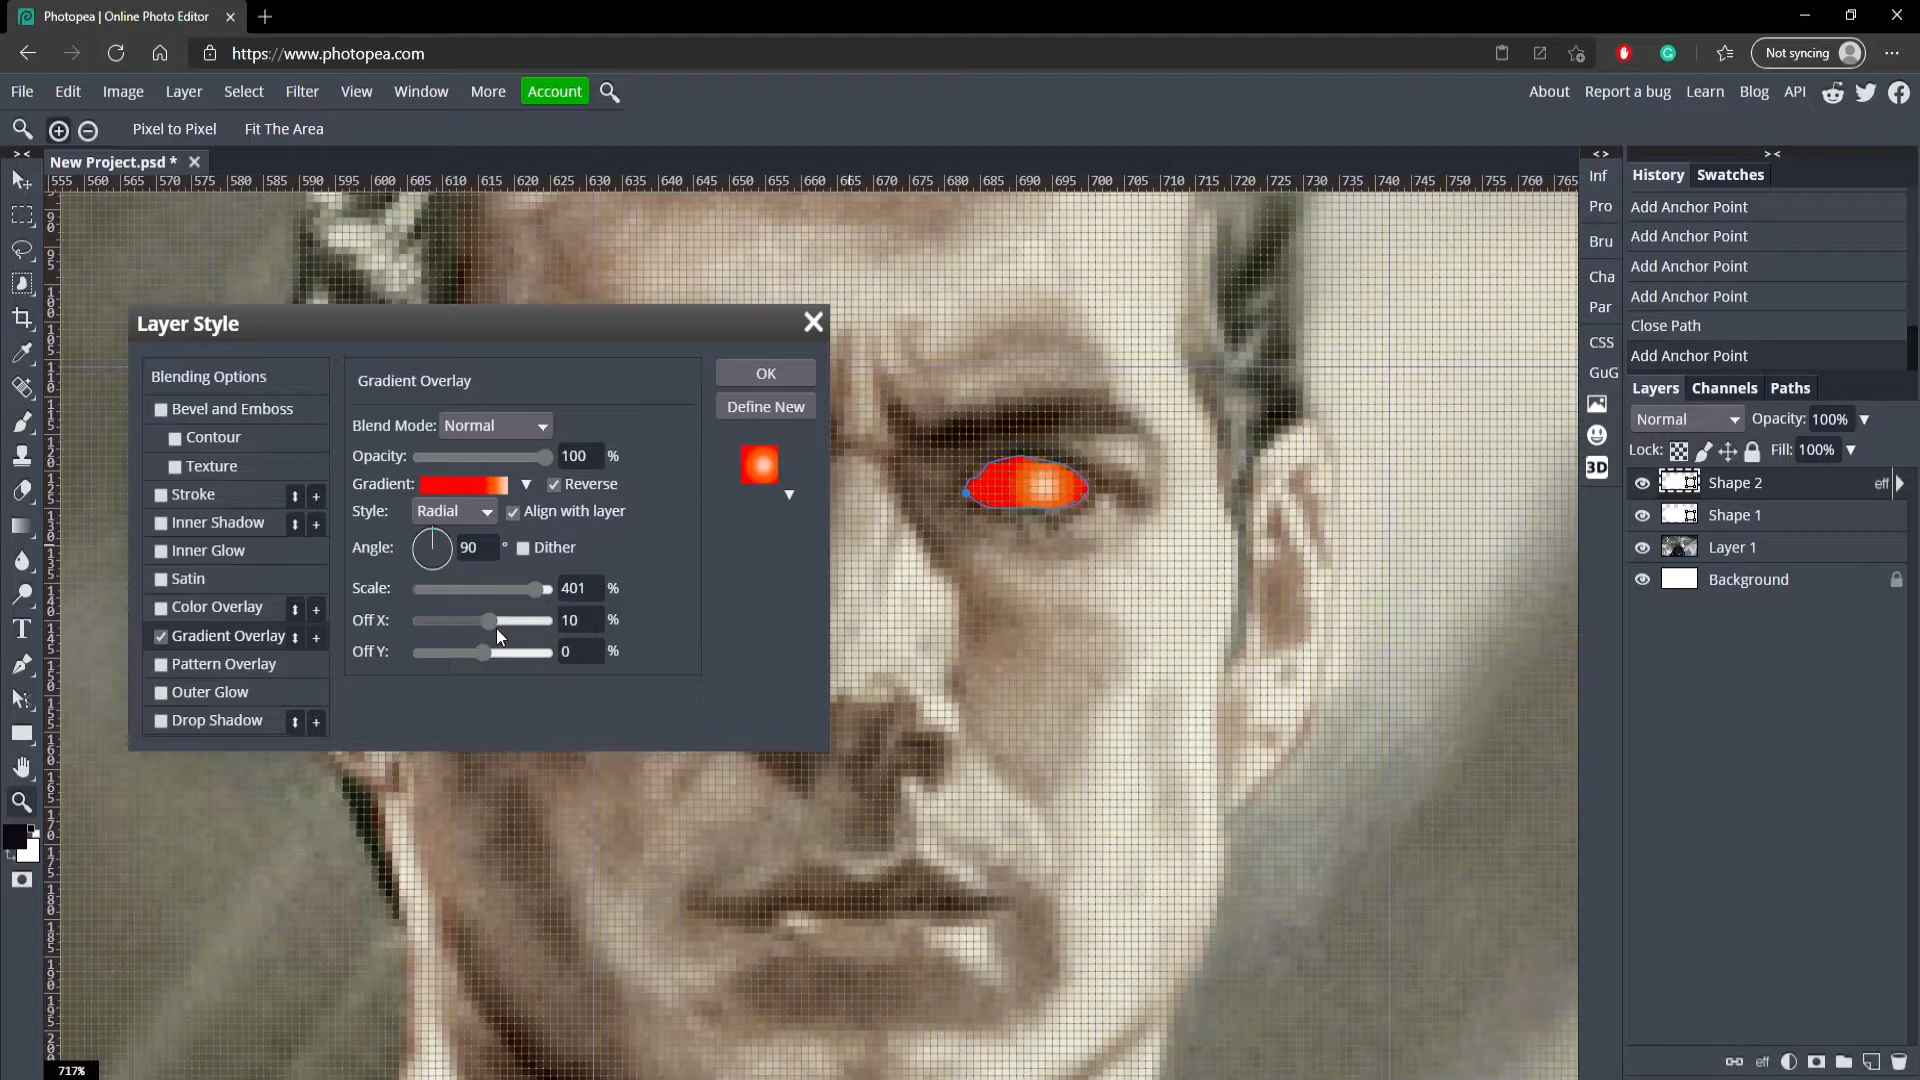 Photopea | Online Photo Editor
https://www.photopea.com
Not syncing
File Edit Image Layer Select Filter View Window More Account
About Report a bug Learn Blog API
Pixel to Pixel Fit The Area
New Project.psd *
555 560 565 570 575 580 585 590 595 600 605 610 615 620 625 630 635 640 645 650 655 660 665 670 675 680 685 690 695 700 705 710 715 720 725 730 735 740 745 750 755 760 765
Layer Style
Blending Options
Bevel and Emboss
Contour
Texture
Stroke
Inner Shadow
Inner Glow
Satin
Color Overlay
Gradient Overlay
Pattern Overlay
Outer Glow
Drop Shadow
Gradient Overlay
Blend Mode: Normal
Opacity: 100 %
Gradient: Reverse
Style: Radial Align with layer
Angle: 90 ° Dither
Scale: 401 %
Off X: 10 %
Off Y: 0 %
OK
Define New
Inf
Pro
Bru
Cha
Par
CSS
GuG
3D
History Swatches
Add Anchor Point
Add Anchor Point
Add Anchor Point
Add Anchor Point
Close Path
Add Anchor Point
Layers Channels Paths
Normal Opacity: 100%
Lock: Fill: 100%
Shape 2 eff
Shape 1
Layer 1
Background
eff
717%